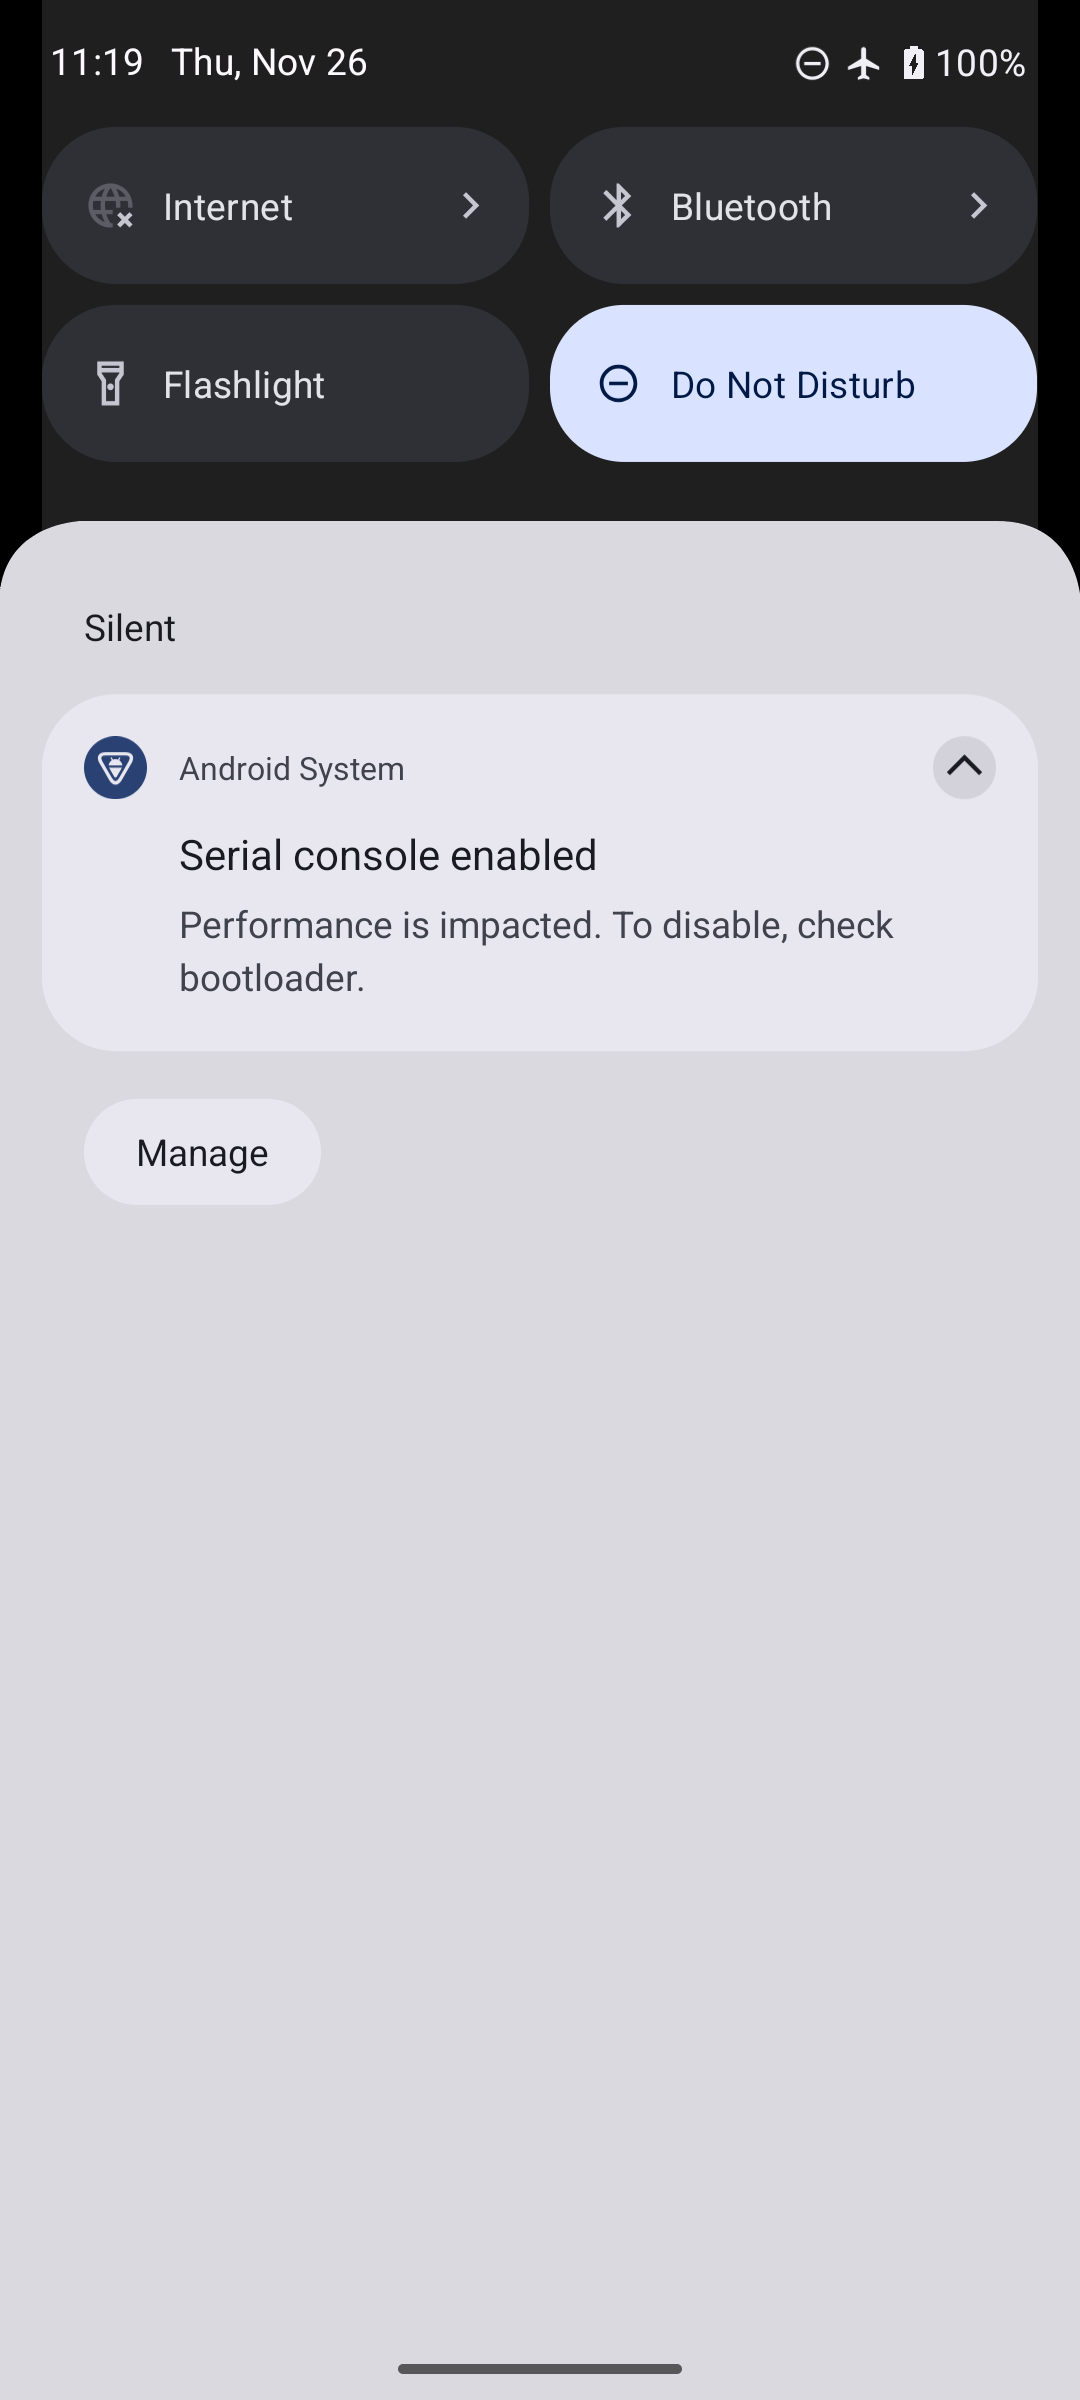 11:19 Thu, Nov 26 100%
Internet Bluetooth
Flashlight Do Not Disturb
Silent
Android System
Serial console enabled
Performance is impacted. To disable, check
bootloader.
Manage